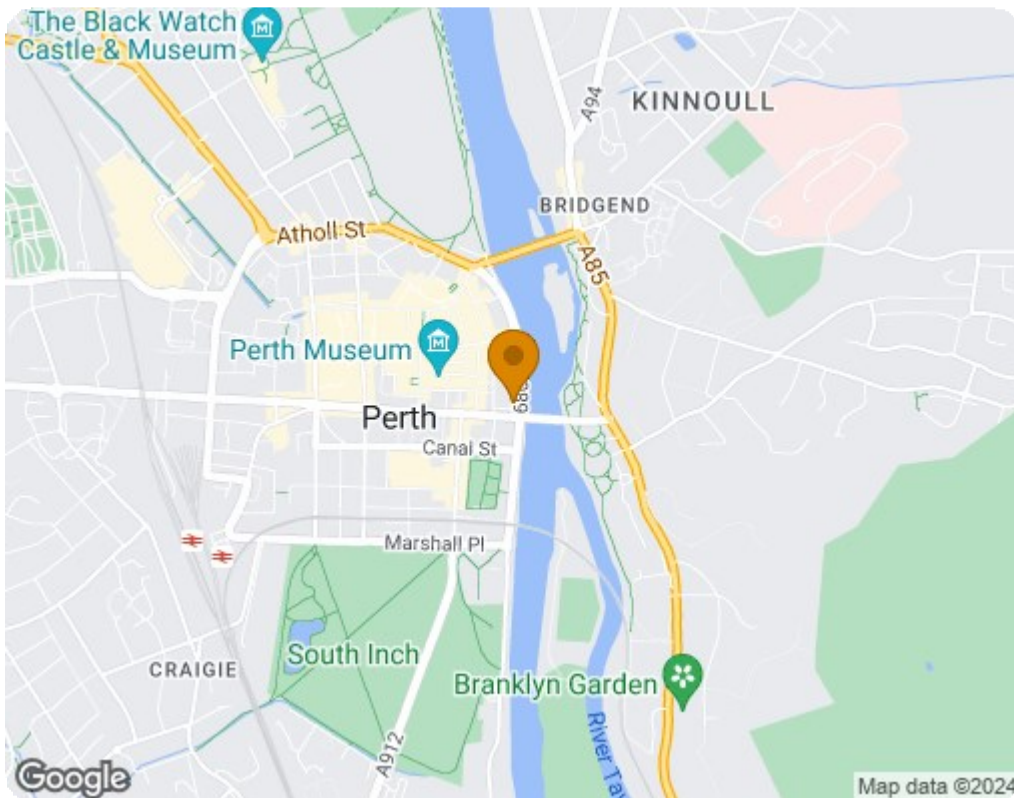 The Black Watch
Castle & Museum
A94
KINNOULL
BRIDGEND
Atholl St
A85
Perth Museum
Perth
Canal St
Marshall Pl
South Inch
CRAIGIE
Branklyn Garden
A912
River Ta
Google
Map data ©2024